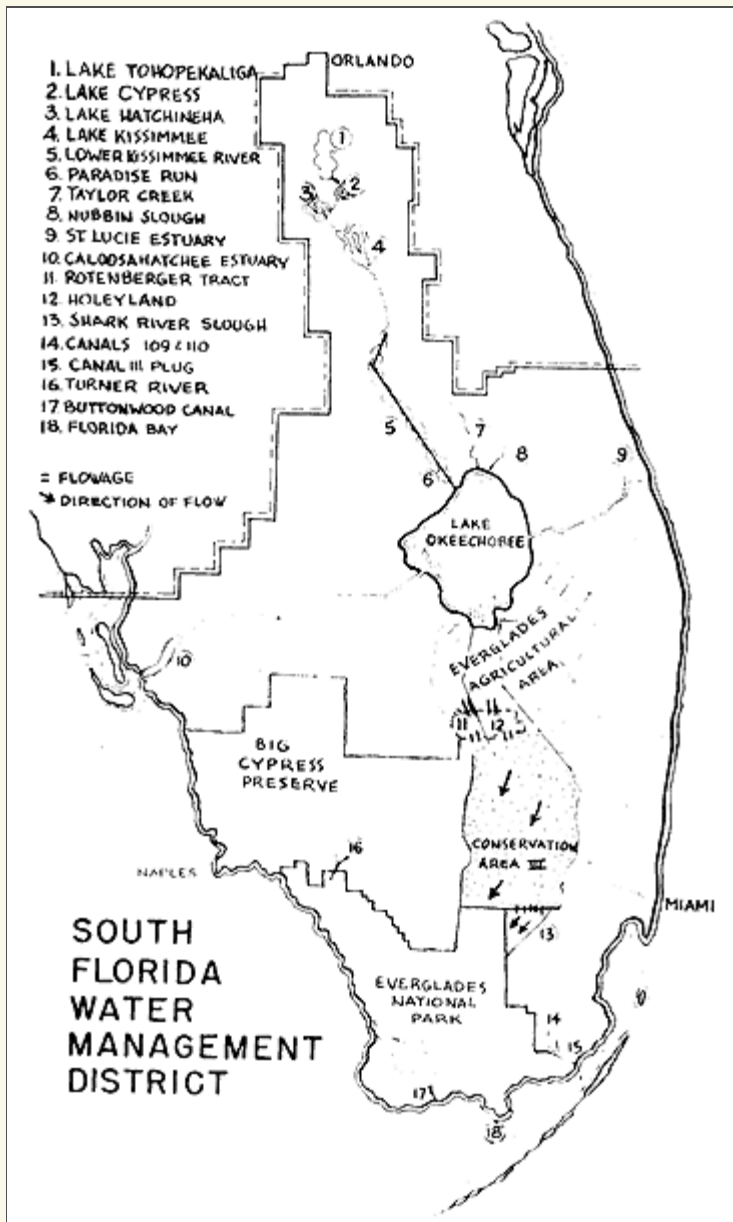 1. LAKE TOHOPEKALIGA
2. LAKE CYPRESS
3. LAKE HATCHINEHA
4. LAKE KISSIMMEE
5. LOWER KISSIMMEE RIVER
6. PARADISE RUN
7. TAYLOR CREEK
8. NUBBIN SLOUGH
9. ST. LUCIE ESTUARY
10. CALOOSAHATCHEE ESTUARY
11. ROTENBERGER TRACT
12. HOLEYLAND
13. SHARK RIVER SLOUGH
14. CANALS 109 & 110
15. CANAL 111 PLUG
16. TURNER RIVER
17. BUTTONWOOD CANAL
18. FLORIDA BAY
= FLOWAGE
DIRECTION OF FLOW
ORLANDO
1
2
3
4
5
7
6
8
9
LAKE
OKEECHOBEE
EVERGLADES
AGRICULTURAL
AREA
10
11
12
BIG
CYPRESS
PRESERVE
CONSERVATION
AREA III
16
NAPLES
MIAMI
13
EVERGLADES
NATIONAL
PARK
14
15
17
18
SOUTH
FLORIDA
WATER
MANAGEMENT
DISTRICT